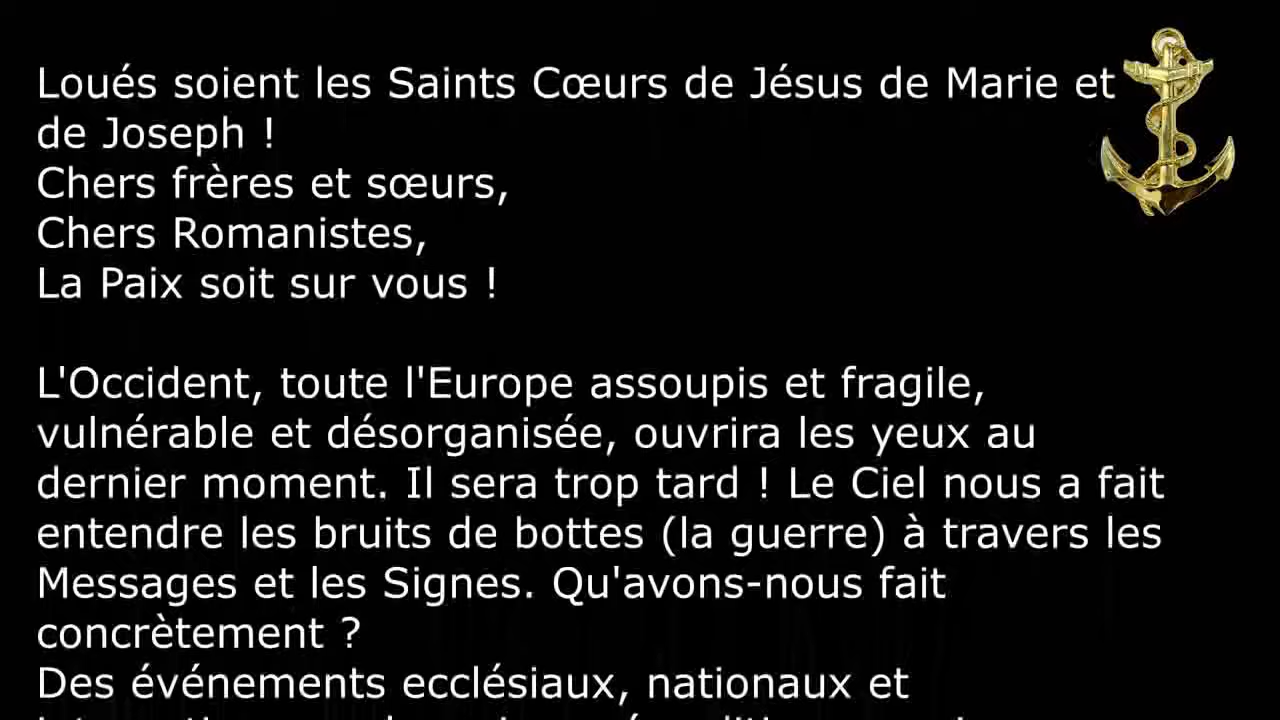 Loués soient les Saints Cœurs de Jésus de Marie et
de Joseph !
Chers frères et sœurs,
Chers Romanistes,
La Paix soit sur vous !
L'Occident, toute l'Europe assoupis et fragile,
vulnérable et désorganisée, ouvrira les yeux au
dernier moment. Il sera trop tard ! Le Ciel nous a fait
entendre les bruits de bottes (la guerre) à travers les
Messages et les Signes. Qu'avons-nous fait
concrètement ?
Des événements ecclésiaux, nationaux et